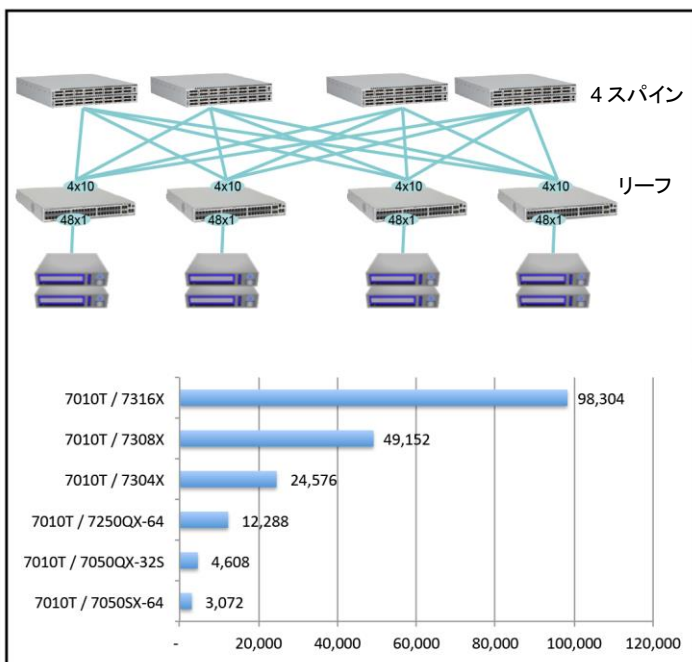 4 スパイン
4x10 4x10 4x10 4x10
リーフ
48x1 48x1 48x1 48x1
7010T / 7316X 98,304
7010T / 7308X 49,152
7010T / 7304X 24,576
7010T / 7250QX-64 12,288
7010T / 7050QX-32S 4,608
7010T / 7050SX-64 3,072
- 20,000 40,000 60,000 80,000 100,000 120,000